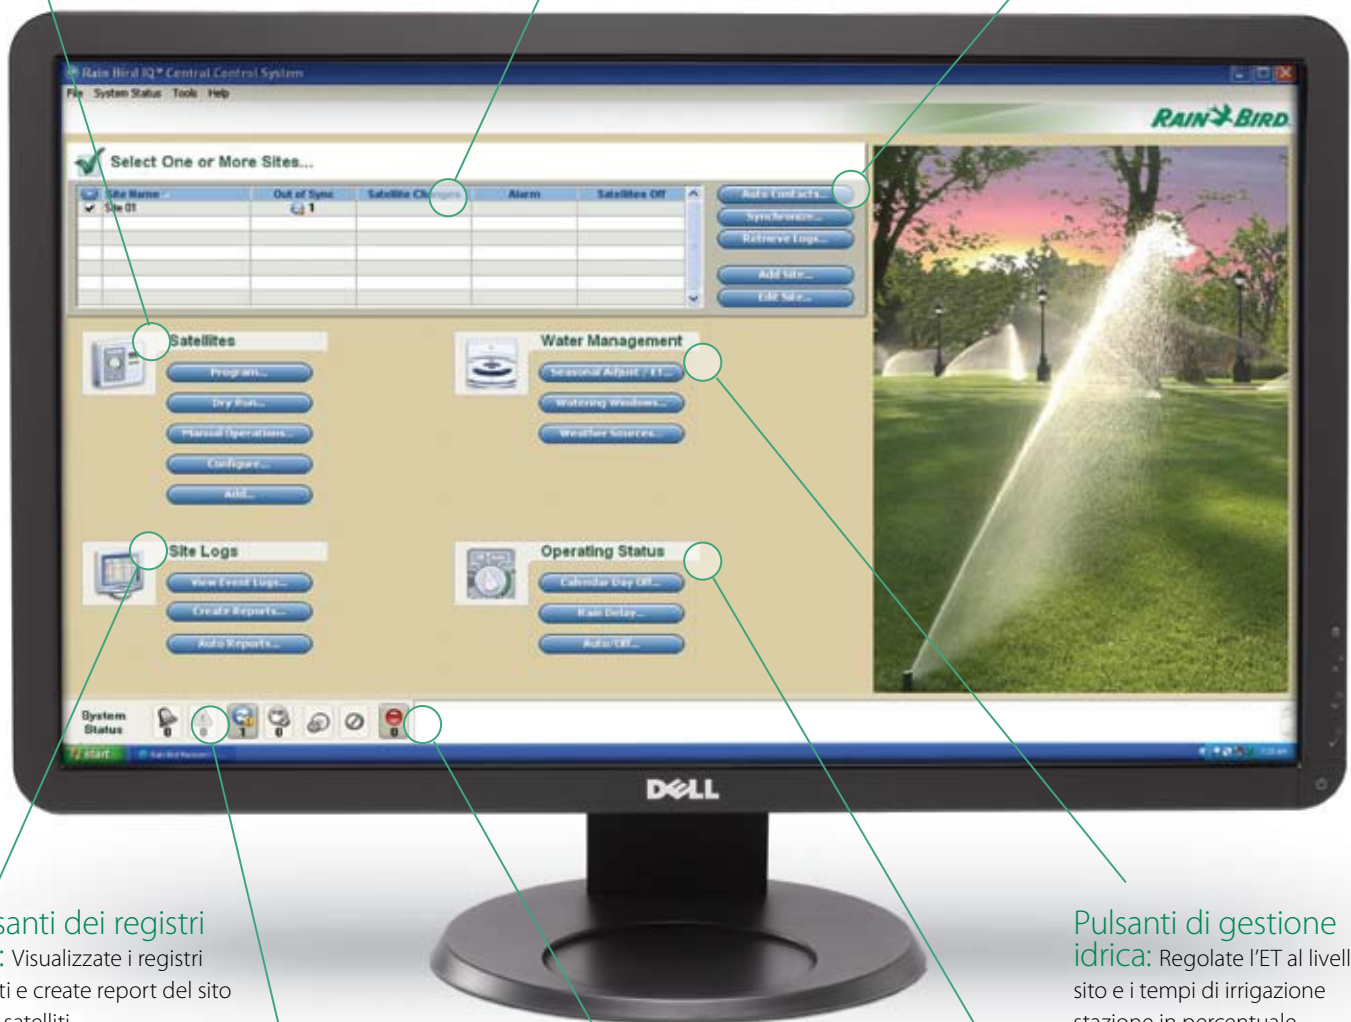 Rain Bird IQ™ Central Control System
File System Status Tools Help
RAIN BIRD
Select One or More Sites...
Site Name Out of Sync Satellite Changes Alarm Satellites Off
Site 01 1
Auto Contacts...
Synchronize...
Retrieve Logs...
Add Site...
Edit Site...
Satellites
Program...
Dry Run...
Manual Operations...
Configure...
Add...
Water Management
Seasonal Adjust / ET...
Watering Windows...
Weather Sources...
Site Logs
View Event Logs...
Create Reports...
Auto Reports...
Operating Status
Calendar Day Off...
Rain Delay...
Auto/Off...
System
Status
0 0 1 0 0
start
DELL
santi dei registri
: Visualizzate i registri
ti e create report del sito
satelliti
Pulsanti di gestione
idrica: Regolate l'ET al livell
sito e i tempi di irrigazione
stazione in percentuale